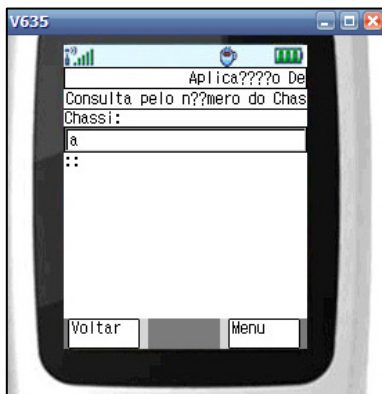 V635
Aplica????o De
Consulta pelo n??mero do Chas
Chassi:
a
::
Voltar
Menu